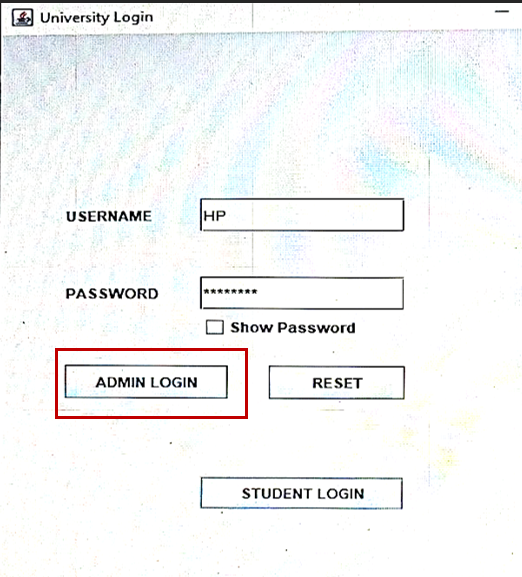 University Login
USERNAME HP
PASSWORD ********
Show Password
ADMIN LOGIN RESET
STUDENT LOGIN